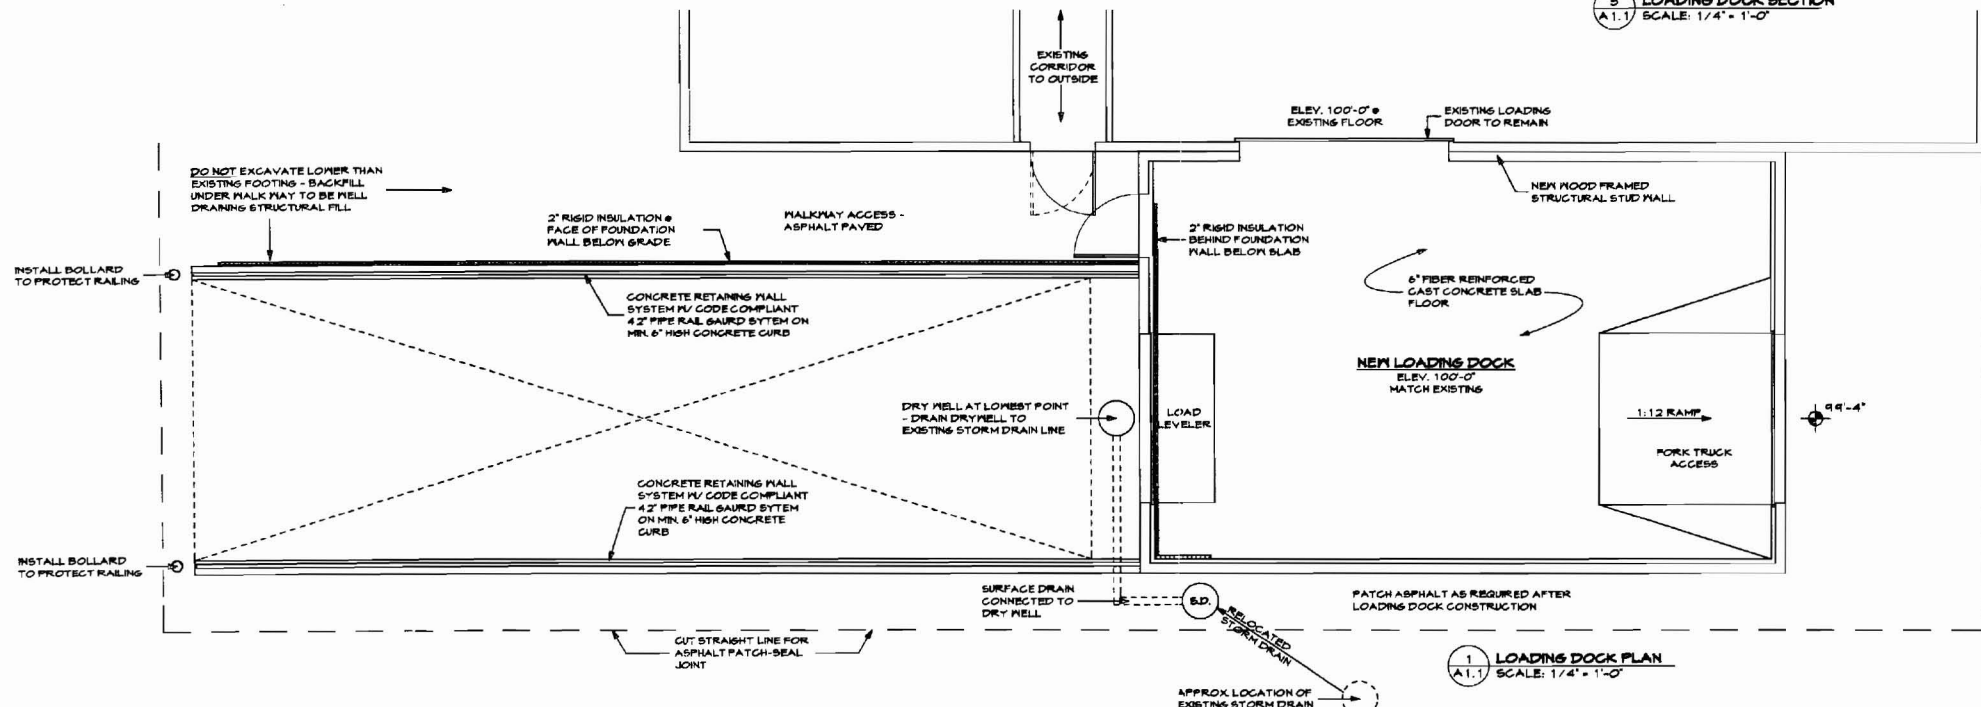 5
A1.1
LOADING DOCK SECTION
SCALE: 1/4" = 1'-0"
EXISTING
CORRIDOR
TO OUTSIDE
ELEV. 100'-0" @
EXISTING FLOOR
EXISTING LOADING
DOOR TO REMAIN
DO NOT EXCAVATE LOWER THAN
EXISTING FOOTING - BACKFILL
UNDER WALK WAY TO BE WELL
DRAINING STRUCTURAL FILL
2" RIGID INSULATION @
FACE OF FOUNDATION
WALL BELOW GRADE
WALKWAY ACCESS -
ASPHALT PAVED
NEW WOOD FRAMED
STRUCTURAL STUD WALL
2" RIGID INSULATION
BEHIND FOUNDATION
WALL BELOW SLAB
INSTALL BOLLARD
TO PROTECT RAILING
CONCRETE RETAINING WALL
SYSTEM W/ CODE COMPLIANT
42" PIPE RAIL GAURD SYTEM ON
MIN. 6" HIGH CONCRETE CURB
6" FIBER REINFORCED
CAST CONCRETE SLAB
FLOOR
NEW LOADING DOCK
ELEV. 100'-0"
MATCH EXISTING
DRY WELL AT LOWEST POINT
- DRAIN DRYWELL TO
EXISTING STORM DRAIN LINE
LOAD
LEVELER
1:12 RAMP
FORK TRUCK
ACCESS
99'-4"
CONCRETE RETAINING WALL
SYSTEM W/ CODE COMPLIANT
42" PIPE RAIL GAURD SYTEM
ON MIN. 6" HIGH CONCRETE
CURB
INSTALL BOLLARD
TO PROTECT RAILING
SURFACE DRAIN
CONNECTED TO
DRY WELL
S.D.
RELOCATED
STORM DRAIN
PATCH ASPHALT AS REQUIRED AFTER
LOADING DOCK CONSTRUCTION
CUT STRAIGHT LINE FOR
ASPHALT PATCH-SEAL
JOINT
1
A1.1
LOADING DOCK PLAN
SCALE: 1/4" = 1'-0"
APPROX. LOCATION OF
EXISTING STORM DRAIN